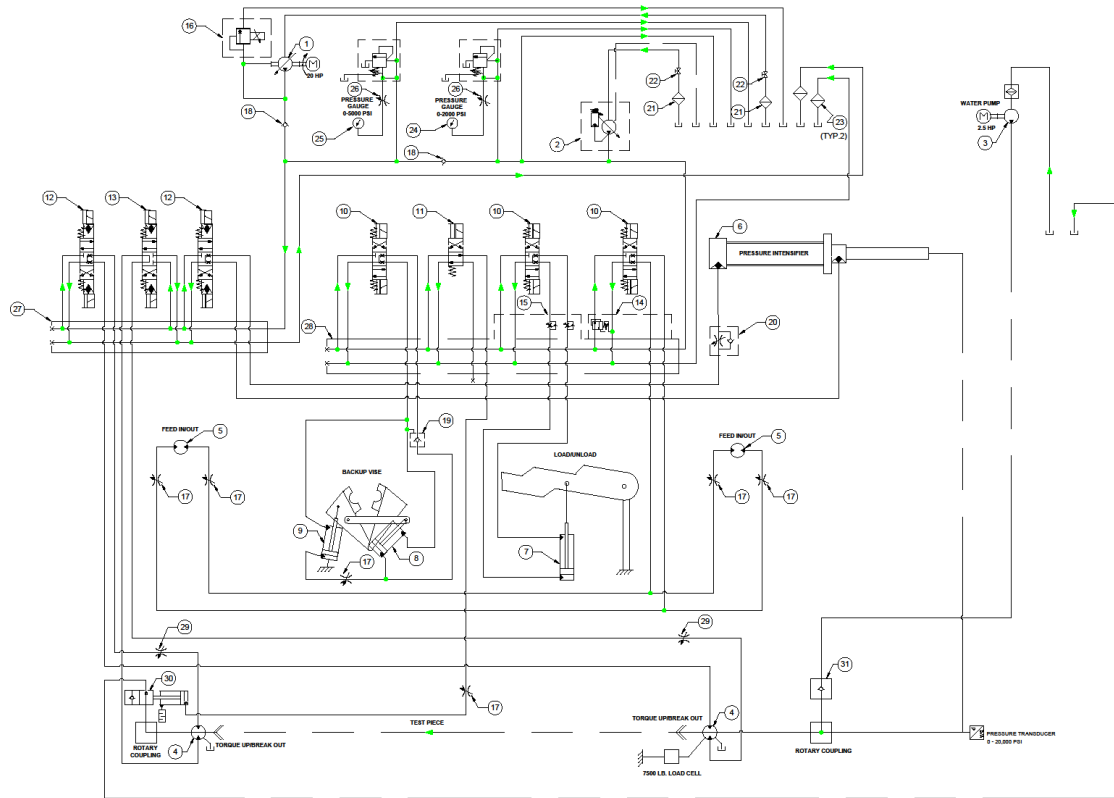 16
1
M
20 HP
26
PRESSURE
GAUGE
0-5000 PSI
25
26
PRESSURE
GAUGE
0-2000 PSI
24
22
21
2
22
21
23
(TYP.2)
WATER PUMP
M
2.5 HP
3
18
18
12
13
12
10
11
10
10
6
PRESSURE INTENSIFIER
27
28
15
14
20
19
FEED IN/OUT
5
17
17
BACKUP VISE
9
8
17
LOAD/UNLOAD
7
FEED IN/OUT
5
17
17
29
29
30
ROTARY
COUPLING
4
TORQUE UP/BREAK OUT
17
TEST PIECE
TORQUE UP/BREAK OUT
4
7500 LB. LOAD CELL
31
ROTARY COUPLING
PRESSURE TRANSDUCER
0 - 20,000 PSI